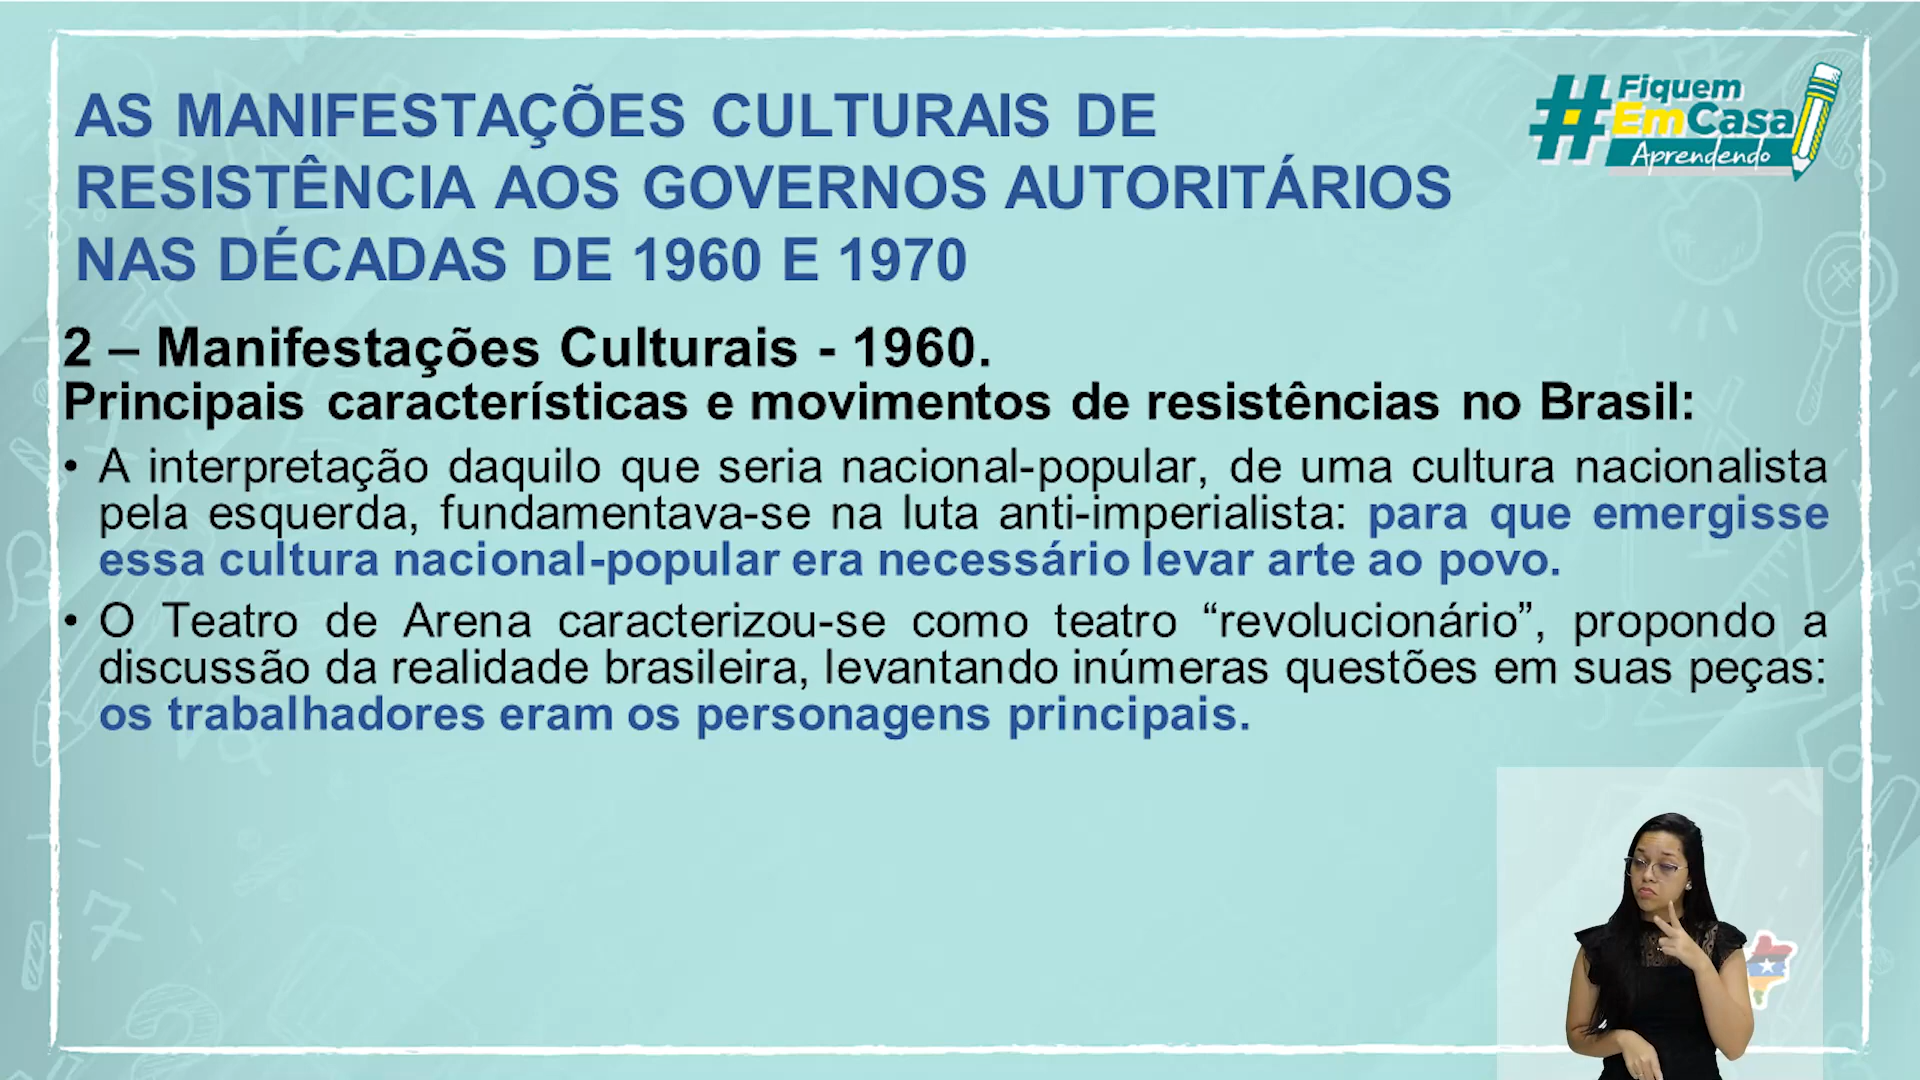 AS MANIFESTAÇÕES CULTURAIS DE
RESISTÊNCIA AOS GOVERNOS AUTORITÁRIOS
NAS DÉCADAS DE 1960 E 1970
#Fiquem
EmCasa
Aprendendo
2 – Manifestações Culturais - 1960.
Principais características e movimentos de resistências no Brasil:
• A interpretação daquilo que seria nacional-popular, de uma cultura nacionalista
pela esquerda, fundamentava-se na luta anti-imperialista: para que emergisse
essa cultura nacional-popular era necessário levar arte ao povo.
• O Teatro de Arena caracterizou-se como teatro “revolucionário”, propondo a
discussão da realidade brasileira, levantando inúmeras questões em suas peças:
os trabalhadores eram os personagens principais.